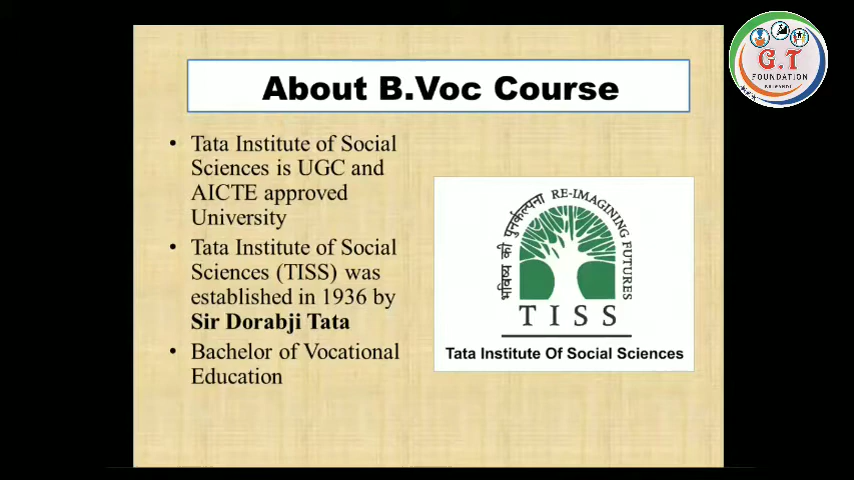 About B.Voc Course
• Tata Institute of Social
Sciences is UGC and
AICTE approved
University
• Tata Institute of Social
Sciences (TISS) was
established in 1936 by
Sir Dorabji Tata
• Bachelor of Vocational
Education
भविष्य की पुनर्कल्पना RE-IMAGINING FUTURES
TISS
Tata Institute Of Social Sciences
G.T
FOUNDATION